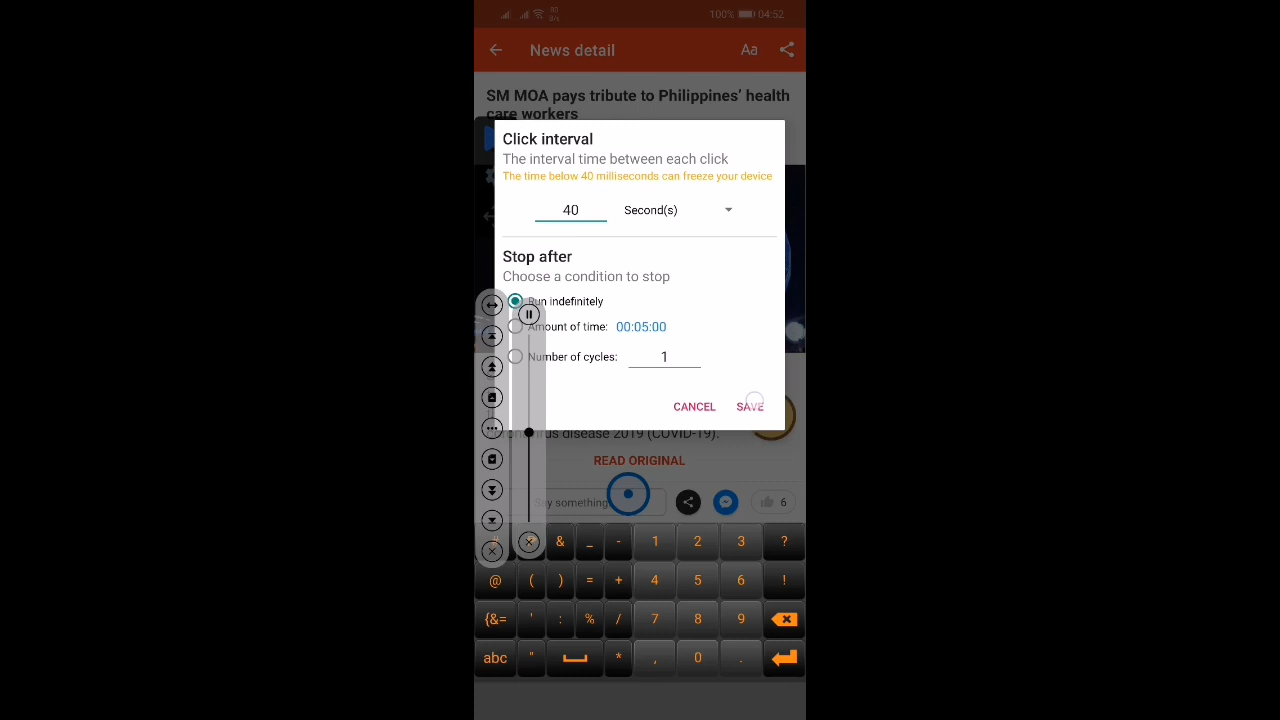 100% 04:52
News detail Aa
SM MOA pays tribute to Philippines’ health
care workers
Click interval
The interval time between each click
The time below 40 milliseconds can freeze your device
40 Second(s)
Stop after
Choose a condition to stop
Run indefinitely
Amount of time: 00:05:00
Number of cycles: 1
CANCEL SAVE
disease 2019 (COVID-19).
READ ORIGINAL
Say something
6
& _ - 1 2 3 ?
@ ( ) = + 4 5 6 !
{&= ' : % / 7 8 9
abc " * , 0 .